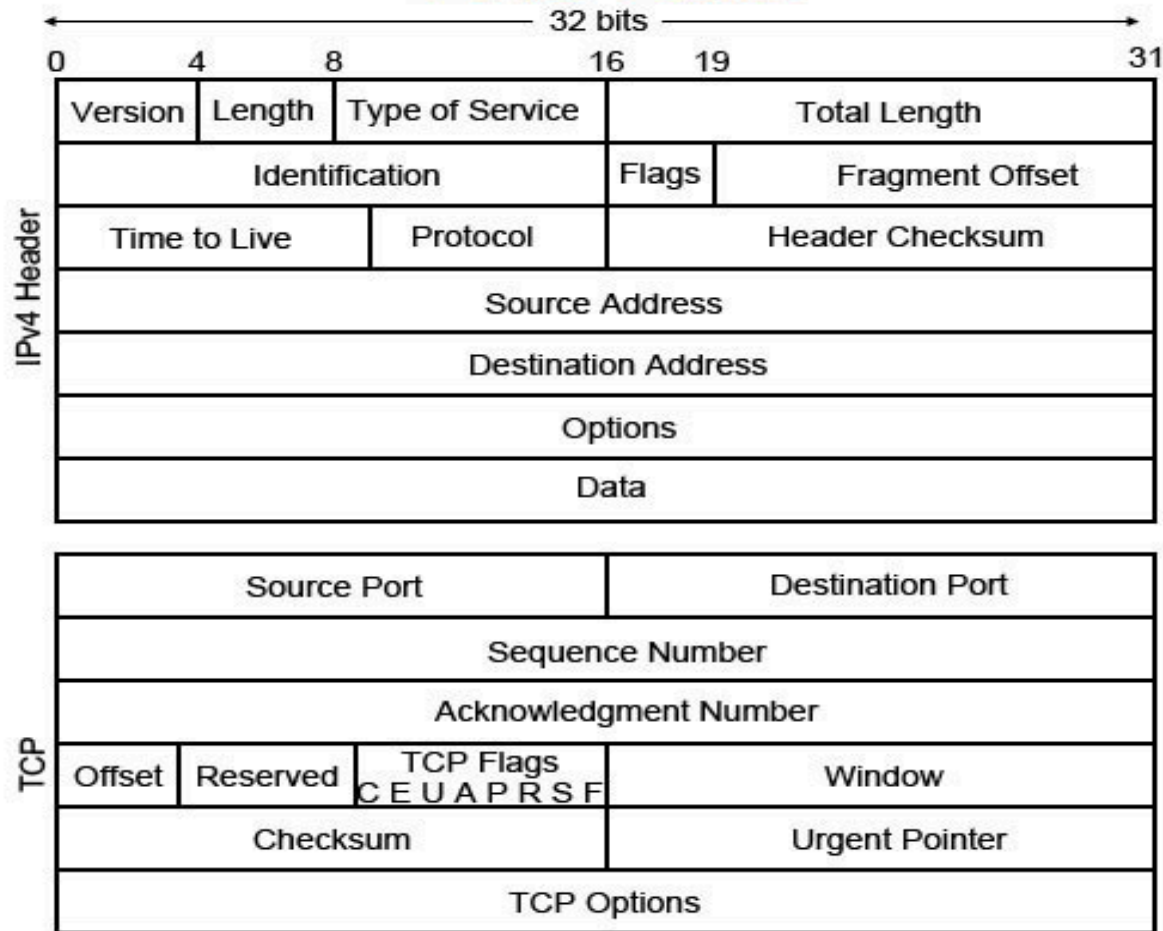 32 bits
0 4 8 16 19 31
Version Length Type of Service Total Length
Identification Flags Fragment Offset
Time to Live Protocol Header Checksum
Source Address
Destination Address
Options
Data
IPv4 Header
Source Port Destination Port
Sequence Number
Acknowledgment Number
Offset Reserved TCP Flags Window
C E U A P R S F
Checksum Urgent Pointer
TCP Options
TCP